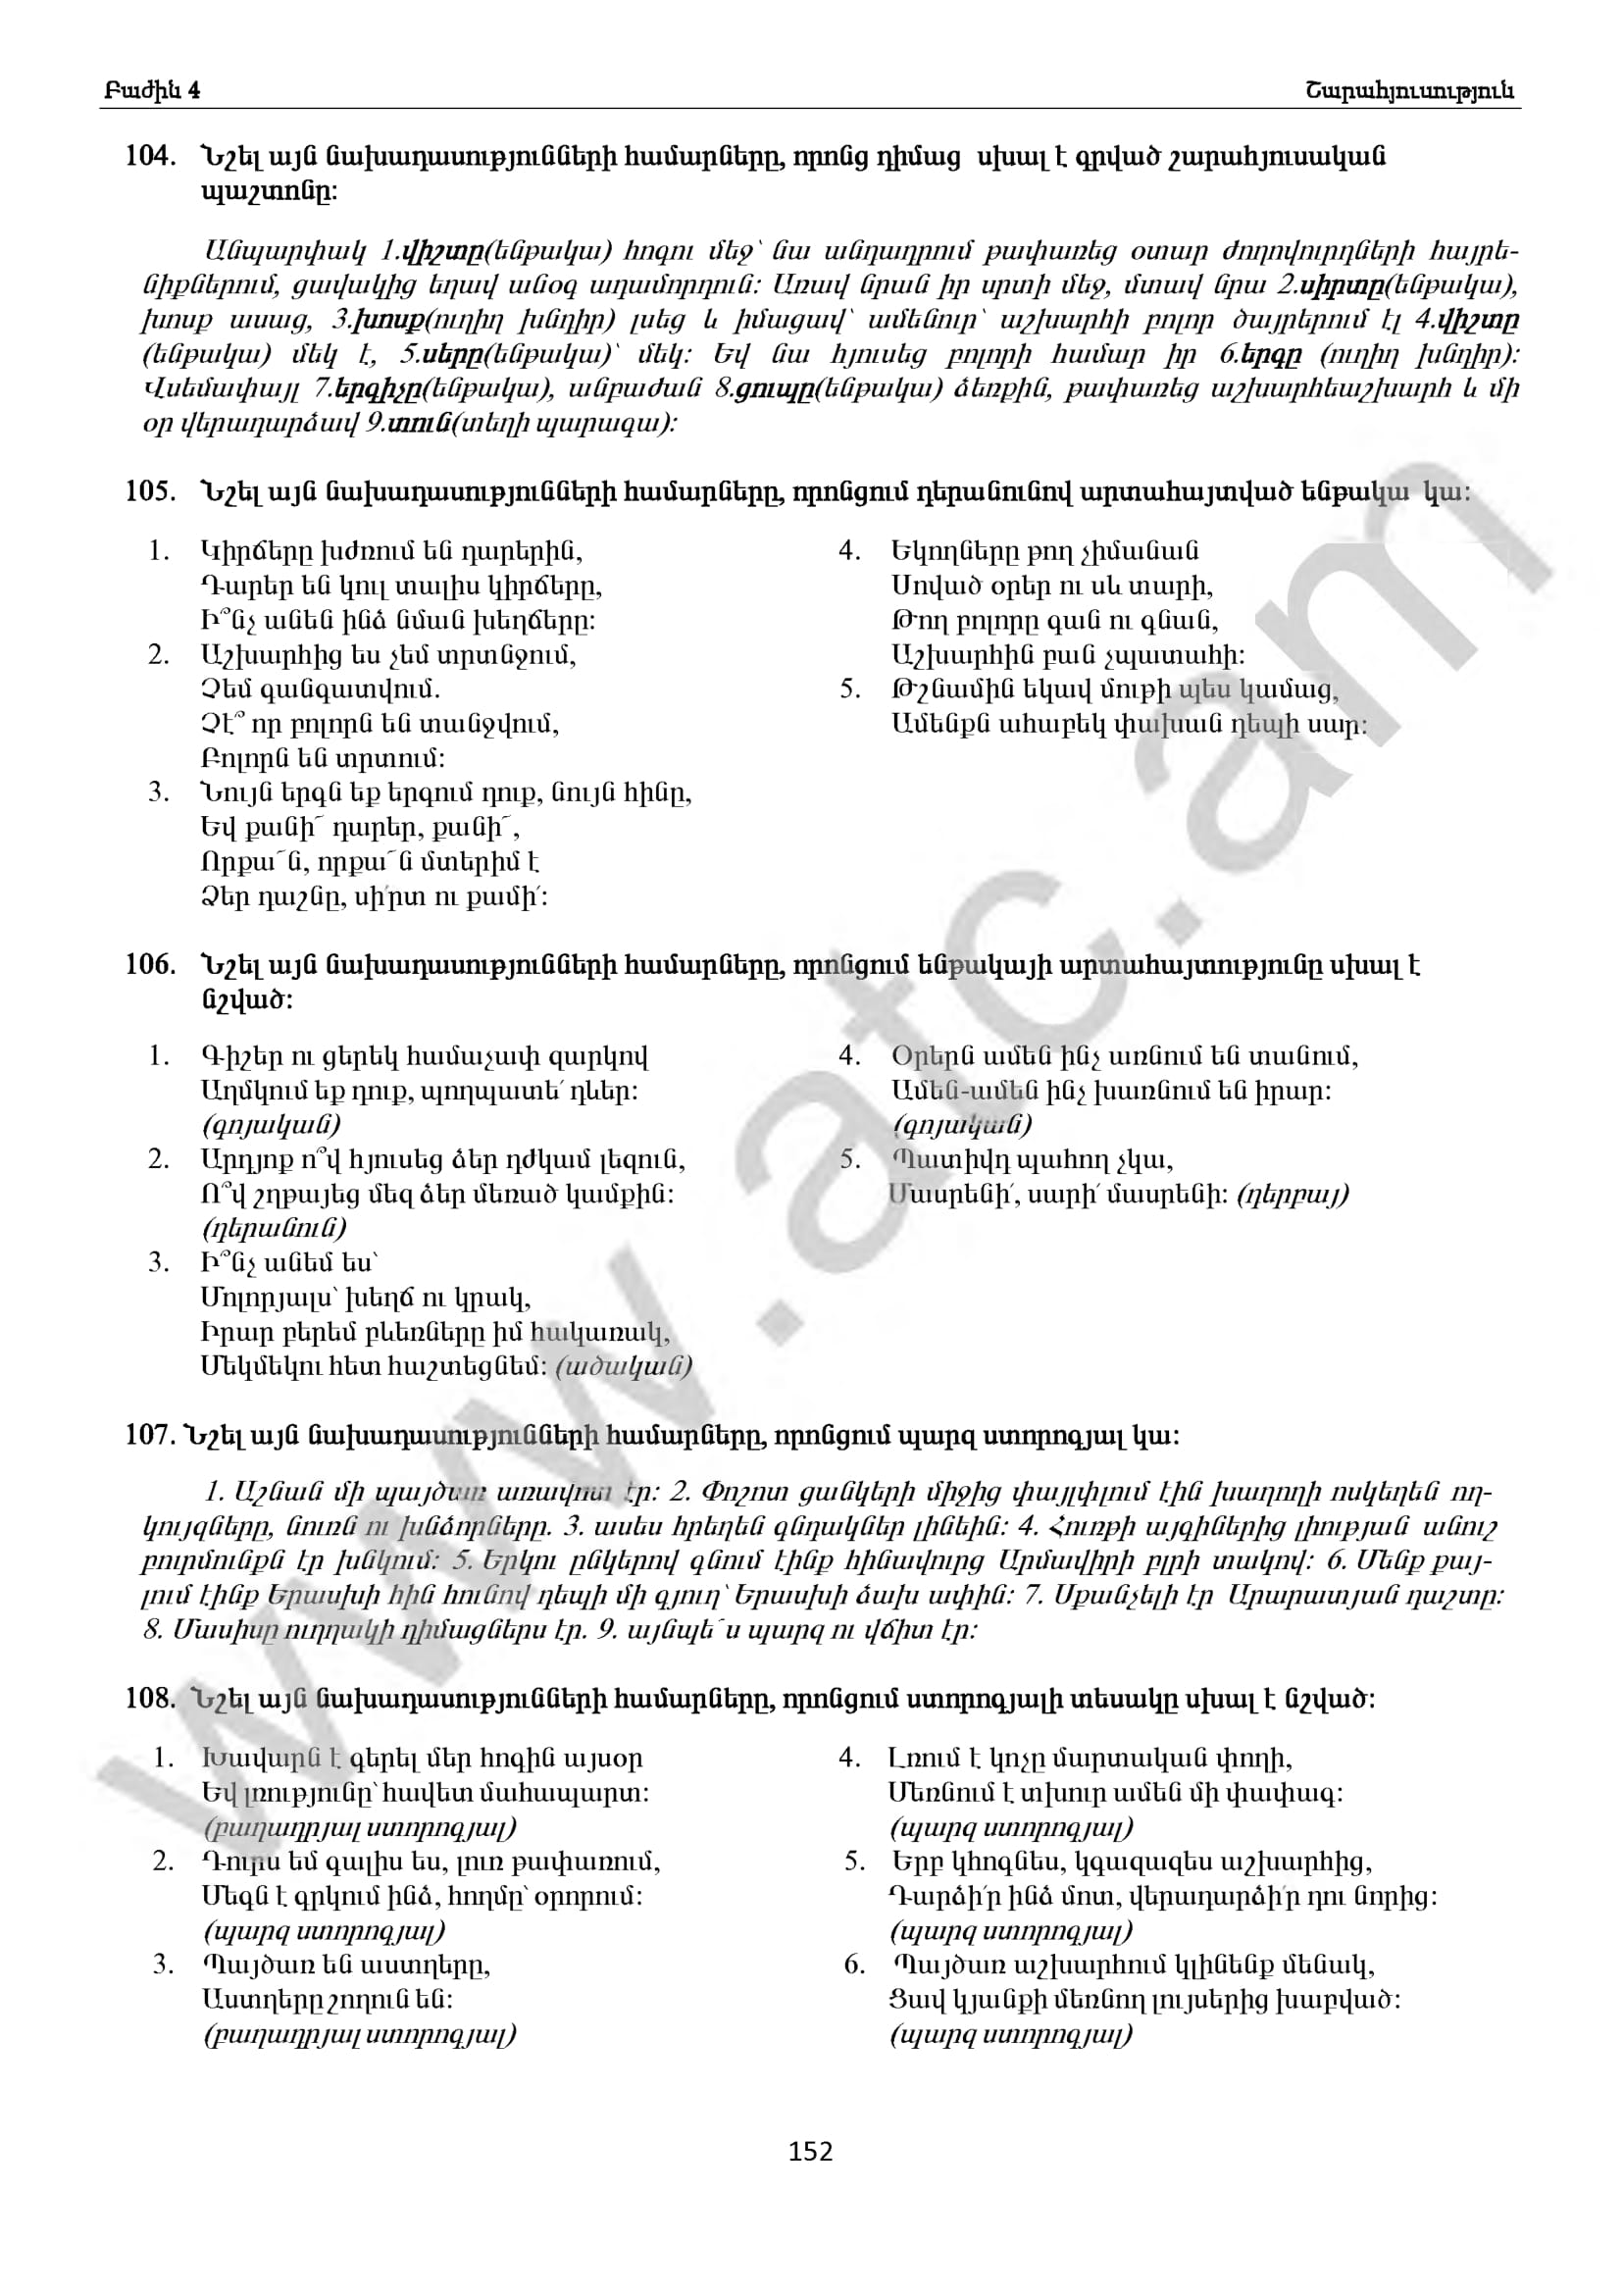 Բաժին 4
Շարահյուսություն
104. Նշել այն նախադասությունների համարները, որոնց դիմաց սխալ է գրված շարահյուսական
պաշտոնը:
Անպարփակ 1.վիշտը(ենթակա) հոգու մեջ՝ նա անդադրում թափառեց օտար ժողովուրդների հայրե-
նիքներում, ցավակից եղավ անօգ աղամորդուն: Առավ նրան իր սրտի մեջ, մտավ նրա 2.սիրտը(ենթակա),
խոսք ասաց, 3.խոսք(ուղիղ խնդիր) լսեց և իմացավ՝ ամենուր՝ աշխարհի բոլոր ծայրերում էլ 4.վիշտը
(ենթակա) մեկ է, 5.սերը(ենթակա)՝ մեկ: Եվ նա հյուսեց բոլորի համար իր 6.երգը (ուղիղ խնդիր):
Վսեմափայլ 7.երգիչը(ենթակա), անբաժան 8.ցուպը(ենթակա) ձեռքին, թափառեց աշխարհեաշխարհ և մի
օր վերադարձավ 9.տուն(տեղի պարագա):
105. Նշել այն նախադասությունների համարները, որոնցում դերանունով արտահայտված ենթակա կա:
1. Կիրճերը խժռում են դարերին,
Դարեր են կուլ տալիս կիրճերը,
Ի՞նչ անեն ինձ նման խեղճերը:
2. Աշխարհից ես չեմ տրտնջում,
Չեմ գանգատվում.
Չէ՞ որ բոլորն են տանջվում,
Բոլորն են տրտում:
3. Նույն երգն եք երգում դուք, նույն հինը,
Եվ քանի՜ դարեր, քանի՜,
Որքա՜ն, որքա՜ն մտերիմ է
Ձեր դաշնը, սի՛րտ ու քամի՛:
4. Եկողները թող չիմանան
Սոված օրեր ու սև տարի,
Թող բոլորը գան ու գնան,
Աշխարհին բան չպատահի:
5. Թշնամին եկավ մութի պես կամաց,
Ամենքն ահաբեկ փախան դեպի սար:
106. Նշել այն նախադասությունների համարները, որոնցում ենթակայի արտահայտությունը սխալ է
նշված:
1. Գիշեր ու ցերեկ համաչափ զարկով
Աղմկում եք դուք, պողպատե՛ դևեր:
(գոյական)
2. Արդյոք ո՞վ հյուսեց ձեր դժկամ լեզուն,
Ո՞վ շղթայեց մեզ ձեր մեռած կամքին:
(դերանուն)
3. Ի՞նչ անեմ ես՝
Մոլորյալս՝ խեղճ ու կրակ,
Իրար բերեմ բևեռները իմ հակառակ,
Մեկմեկու հետ հաշտեցնեմ: (ածական)
4. Օրերն ամեն ինչ առնում են տանում,
Ամեն-ամեն ինչ խառնում են իրար:
(գոյական)
5. Պատիվդ պահող չկա,
Մասրենի՛, սարի՛ մասրենի: (դերբայ)
107. Նշել այն նախադասությունների համարները, որոնցում պարզ ստորոգյալ կա:
1. Աշնան մի պայծառ առավոտ էր: 2. Փոշոտ ցանկերի միջից փայլփլում էին խաղողի ոսկեղեն ող-
կույզները, նուռն ու խնձորները. 3. ասես հրեղեն գնդակներ լինեին: 4. Հուռթի այգիներից լիության անուշ
բուրմունքն էր խնկում: 5. Երկու ընկերով գնում էինք հինավուրց Արմավիրի բլրի տակով: 6. Մենք քայ-
լում էինք Երասխի հին հունով դեպի մի գյուղ՝ Երասխի ձախ ափին: 7. Սքանչելի էր Արարատյան դաշտը:
8. Մասիսը ուղղակի դիմացներս էր. 9. այնպե՜ս պարզ ու վճիտ էր:
108. Նշել այն նախադասությունների համարները, որոնցում ստորոգյալի տեսակը սխալ է նշված:
1. Խավարն է գերել մեր հոգին այսօր
Եվ լռությունը՝ հավետ մահապարտ:
(բաղադրյալ ստորոգյալ)
2. Դուրս եմ գալիս ես, լուռ թափառում,
Մեգն է գրկում ինձ, հողմը՝ օրորում:
(պարզ ստորոգյալ)
3. Պայծառ են աստղերը,
Աստղերը շողուն են:
(բաղադրյալ ստորոգյալ)
4. Լռում է կոչը մարտական փողի,
Մեռնում է տխուր ամեն մի փափագ:
(պարզ ստորոգյալ)
5. Երբ կհոգնես, կգազազես աշխարհից,
Դարձի՛ր ինձ մոտ, վերադարձի՛ր դու նորից:
(պարզ ստորոգյալ)
6. Պայծառ աշխարհում կլինենք մենակ,
Ցավ կյանքի մեռնող լույսերից խաբված:
(պարզ ստորոգյալ)
152
www.atc.am